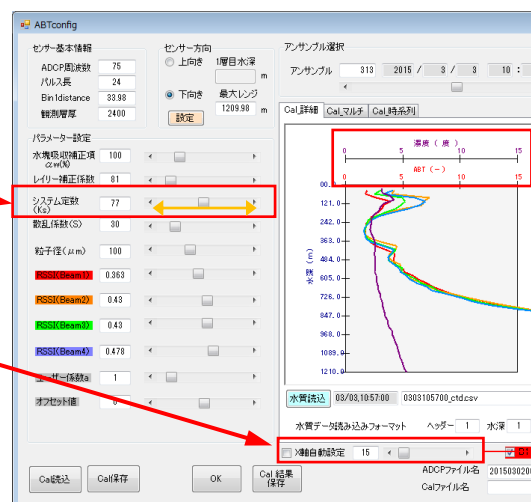 ABTconfig
センサー基本情報
ADCP周波数 75
パルス長 24
Bin1distance 33.98
観測層厚 2400
センサー方向
上向き 1層目水深
m
下向き 最大レンジ
設定 1209.98 m
アンサンブル選択
アンサンブル 313 2015 / 3 / 3 10 :
Cal_詳細 Cal_マルチ Cal_時系列
パラメーター設定
水塊吸収補正項 100
αw(%)
レイリー補正係数 81
システム定数 77
(Ks)
散乱係数(S) 30
粒子径(μm) 100
RSSI(Beam1) 0.363
RSSI(Beam2) 0.43
RSSI(Beam3) 0.43
RSSI(Beam4) 0.478
ユーザー係数a 1
オフセット値
濁度 ( 度 )
0 5 10 15
ABT (-)
0 5 10 15
水深 (m)
00.
121.0
242.0
363.0
484.0
605.0
726.0
847.0
968.0
1089.0
1210.0
水質読込 03/03,10:57:00 0303105700_ctd.csv
水質データ読み込みフォーマット ヘッダー 1 水深 1
X軸自動設定 15
Cal読込 Cal保存 OK Cal 結果
保存
ADCPファイル名 201503020
Calファイル名